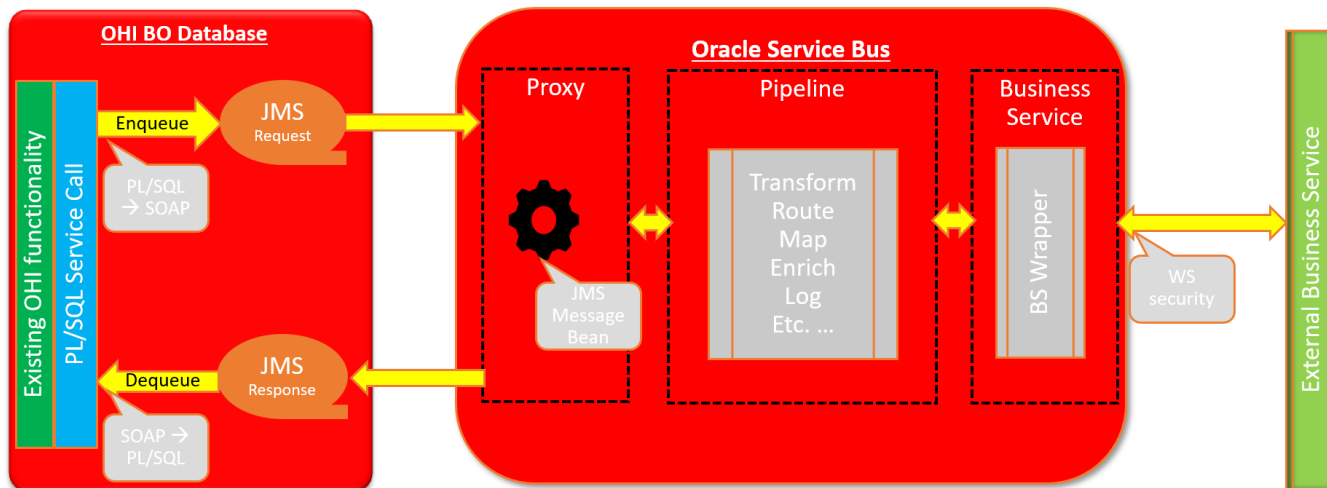 OHI BO Database
Existing OHI functionality
PL/SQL Service Call
Enqueue
PL/SQL
→ SOAP
JMS
Request
Dequeue
SOAP →
PL/SQL
JMS
Response
Oracle Service Bus
Proxy
JMS
Message
Bean
Pipeline
Transform
Route
Map
Enrich
Log
Etc. ...
Business
Service
BS Wrapper
WS
security
External Business Service